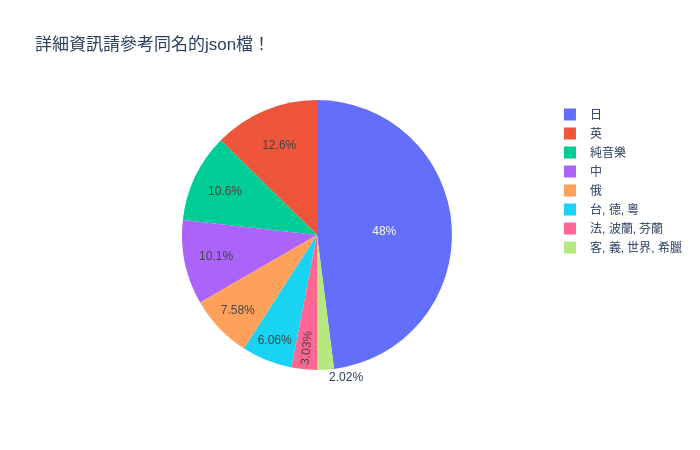 詳細資訊請參考同名的json檔！
12.6%
10.6%
48%
10.1%
7.58%
6.06%
3.03%
2.02%
日
英
純音樂
中
俄
台, 德, 粵
法, 波蘭, 芬蘭
客, 義, 世界, 希臘